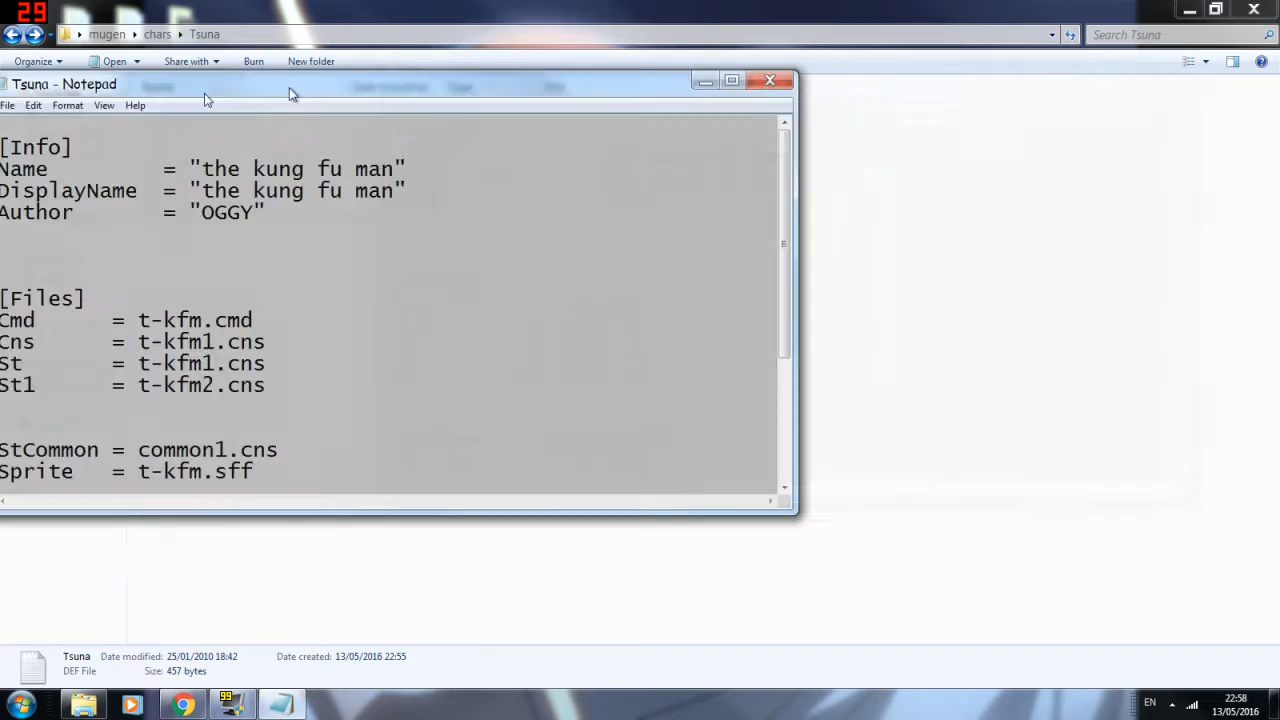 29
mugen chars Tsuna
Search Tsuna
Organize Open Share with Burn New folder
Tsuna - Notepad
File Edit Format View Help
[Info]
Name = "the kung fu man"
DisplayName = "the kung fu man"
Author = "OGGY"
[Files]
Cmd = t-kfm.cmd
Cns = t-kfm1.cns
St = t-kfm1.cns
St1 = t-kfm2.cns
StCommon = common1.cns
Sprite = t-kfm.sff
Tsuna Date modified: 25/01/2010 18:42 Date created: 13/05/2016 22:55
DEF File Size: 457 bytes
99
EN
22:58
13/05/2016